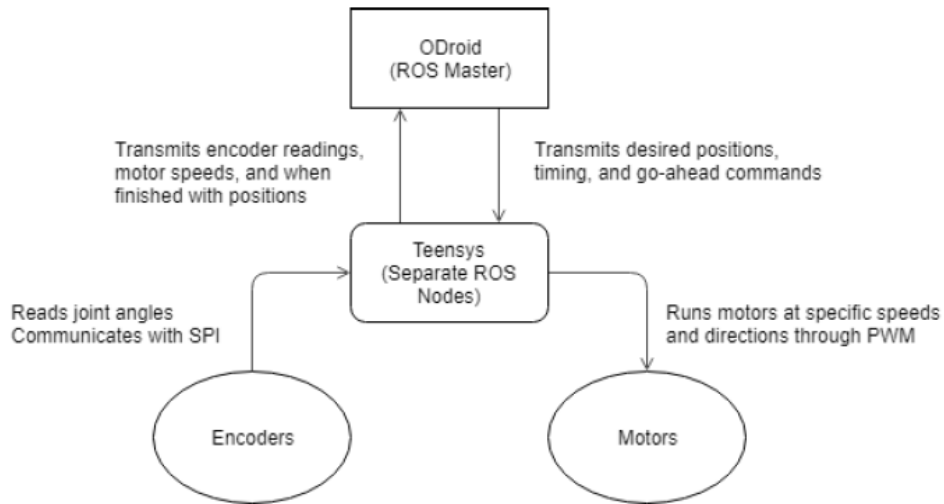 ODroid
(ROS Master)
Transmits encoder readings,
motor speeds, and when
finished with positions
Transmits desired positions,
timing, and go-ahead commands
Teensys
(Separate ROS
Nodes)
Reads joint angles
Communicates with SPI
Runs motors at specific speeds
and directions through PWM
Encoders
Motors